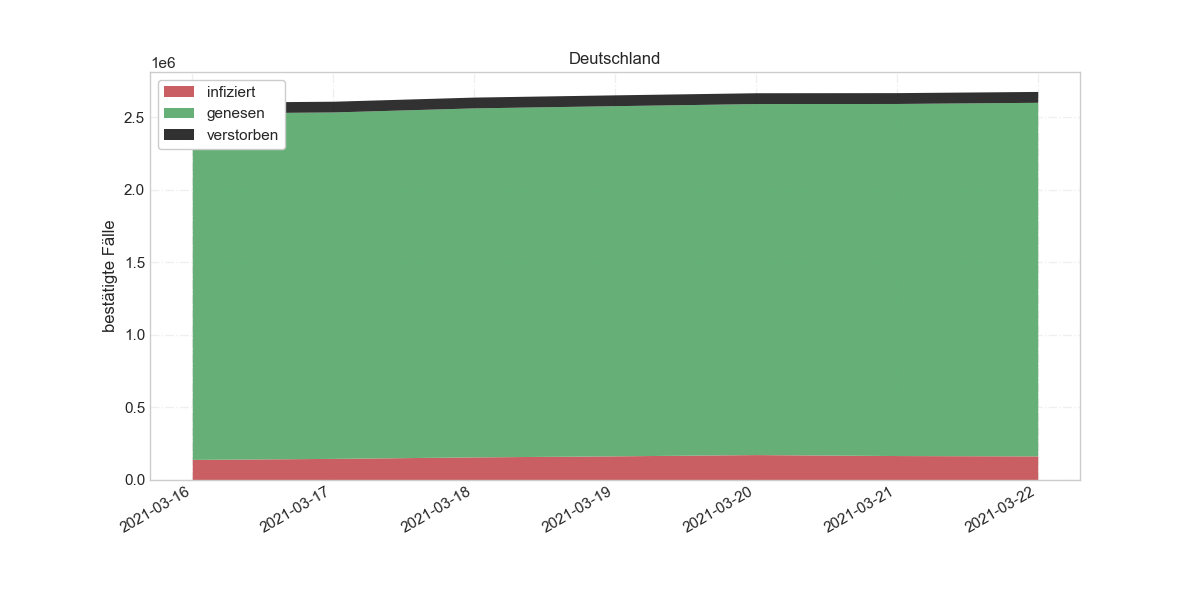 Deutschland
1e6
infiziert
genesen
verstorben
bestätigte Fälle
2.5
2.0
1.5
1.0
0.5
0.0
2021-03-16
2021-03-17
2021-03-18
2021-03-19
2021-03-20
2021-03-21
2021-03-22